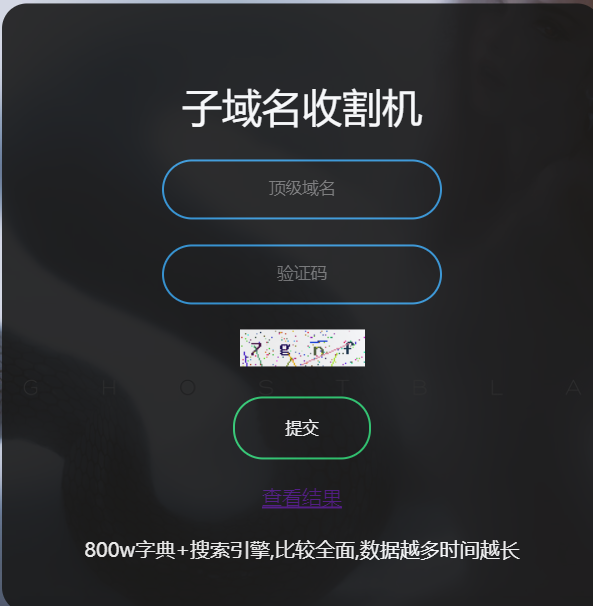 子域名收割机
顶级域名
验证码
7 g n f
G H O S T B L A
提交
查看结果
800w字典+搜索引擎,比较全面,数据越多时间越长